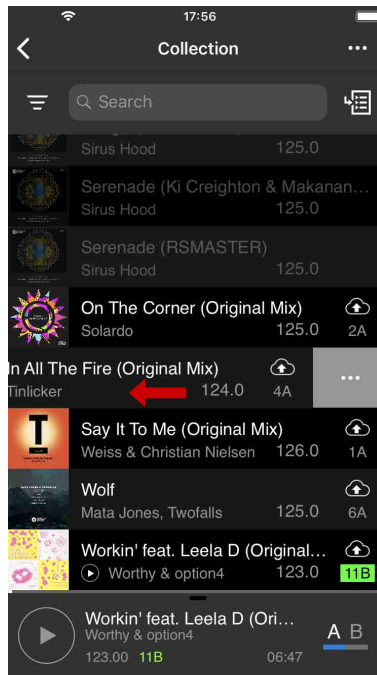 17:56
Collection
Search
Sirus Hood 125.0
Serenade (Ki Creighton & Makanan...
Sirus Hood 125.0
Serenade (RSMASTER)
Sirus Hood 125.0
On The Corner (Original Mix)
Solardo 125.0 2A
In All The Fire (Original Mix)
Tinlicker 124.0 4A
Say It To Me (Original Mix)
Weiss & Christian Nielsen 126.0 1A
Wolf
Mata Jones, Twofalls 125.0 6A
Workin' feat. Leela D (Original...
Worthy & option4 123.0 11B
Workin' feat. Leela D (Ori...
Worthy & option4
A B
123.00 11B 06:47